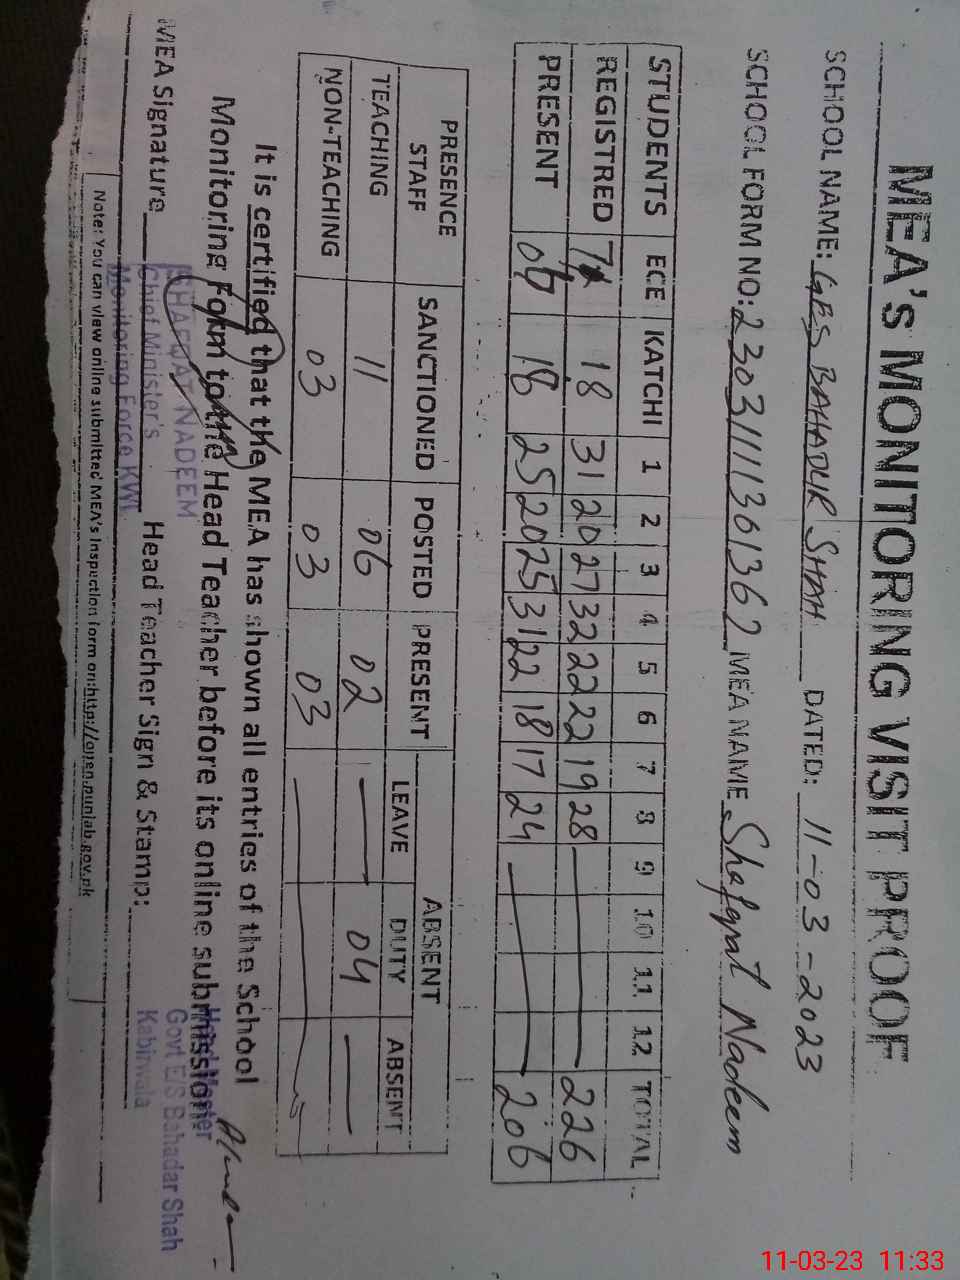 MEA's MONITORING VISIT PROOF
SCHOOL NAME: GES BAHADUR SHAH DATED: 11-03-2023
SCHOOL FORM NO: MEA NAME Shafqat Nadeem
STUDENTS ECE KATCHI 1 2 3 4 5 6 7 8 9 10 11 12 TOTAL
REGISTRED 7 18 31 20 27 32 22 22 19 28 — 226
PRESENT 06 18 25 20 25 31 22 18 17 24 — 206
PRESENCE STAFF SANCTIONED POSTED PRESENT ABSENT
LEAVE DUTY ABSENT
TEACHING 11 06 02 — 04 —
NON-TEACHING 03 03 03 —
It is certified that the MEA has shown all entries of the School
Monitoring Form to the Head Teacher before its online submission
MEA Signature Head Teacher Sign & Stamp:
SHAFQAT NADEEM
Chief Minister's
Monitoring Force KWL
Head Master
Govt E/S Bahadar Shah
Kabirwala
Note: You can view online submitted MEA's Inspection form on:http://open.punjab.gov.pk
11-03-23 11:33